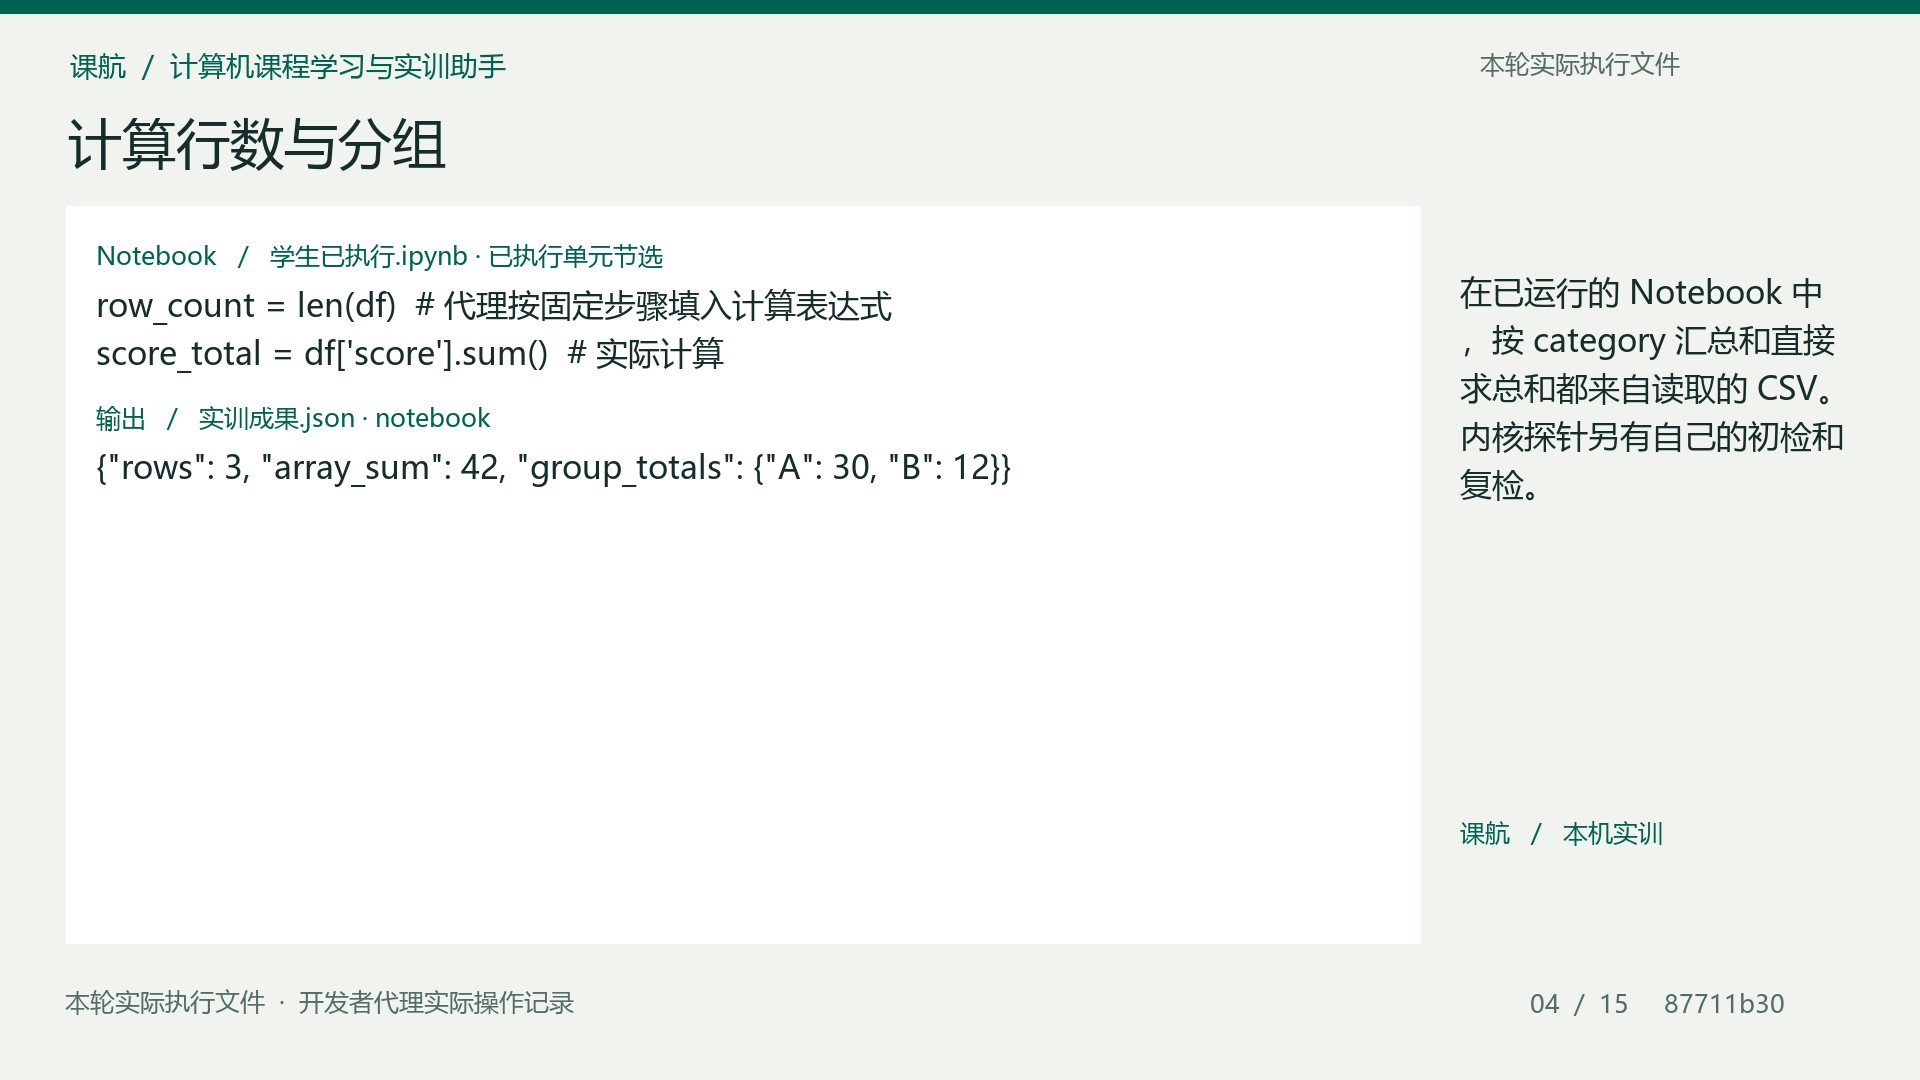 课航 / 计算机课程学习与实训助手
本轮实际执行文件
计算行数与分组
Notebook / 学生已执行.ipynb · 已执行单元节选
row_count = len(df)  # 代理按固定步骤填入计算表达式
score_total = df['score'].sum()  # 实际计算
输出 / 实训成果.json · notebook
{"rows": 3, "array_sum": 42, "group_totals": {"A": 30, "B": 12}}
在已运行的 Notebook 中
，按 category 汇总和直接
求总和都来自读取的 CSV。
内核探针另有自己的初检和
复检。
课航 / 本机实训
本轮实际执行文件 · 开发者代理实际操作记录
04 / 15 87711b30